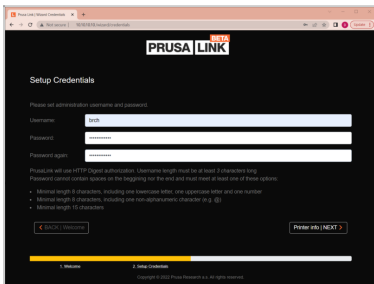 Prusa Link | Wizard Credentials
Not secure
/wizard/credentials
Update
PRUSA LINK
BETA
Setup Credentials
Please set administration username and password.
Username:
brch
Password:
Password again:
PrusaLink will use HTTP Digest authorization. Username length must be at least 3 characters long
Password cannot contain spaces on the beggining nor the end and must meet at least one of these options:
• Minimal length 8 characters, including one lowercase letter, one uppercase letter and one number
• Minimal length 8 characters, including one non-alphanumeric character (e.g. @)
• Minimal length 15 characters
< BACH | Welcome
Printer info | NEXT >
1. Welcome
2. Setup Credentials
Copyright © 2022 Prusa Research a.s. All rights reserved.